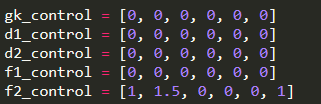 gk_control = [0, 0, 0, 0, 0, 0]
d1_control = [0, 0, 0, 0, 0, 0]
d2_control = [0, 0, 0, 0, 0, 0]
f1_control = [0, 0, 0, 0, 0, 0]
f2_control = [1, 1.5, 0, 0, 0, 1]